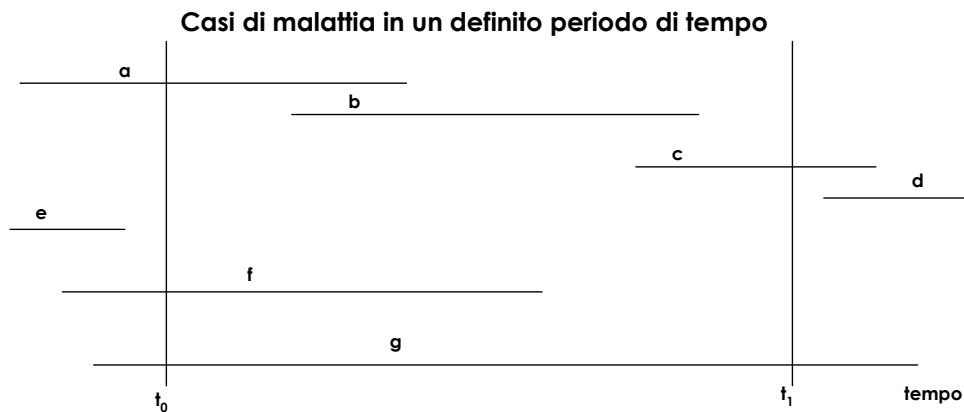 Casi di malattia in un definito periodo di tempo
a
b
c
d
e
f
g
t0
t1
tempo